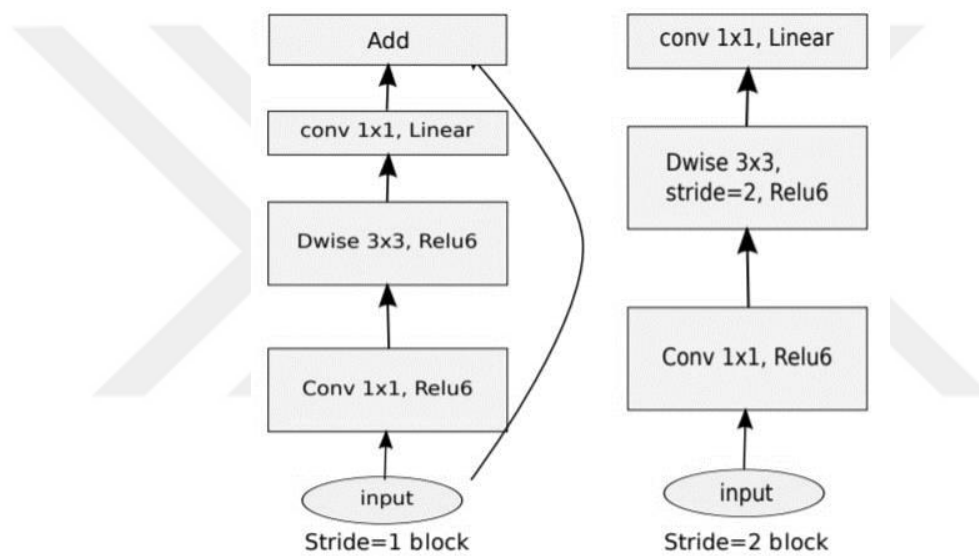 Add
conv 1x1, Linear
Dwise 3x3, Relu6
Conv 1x1, Relu6
input
Stride=1 block
conv 1x1, Linear
Dwise 3x3,
stride=2, Relu6
Conv 1x1, Relu6
input
Stride=2 block